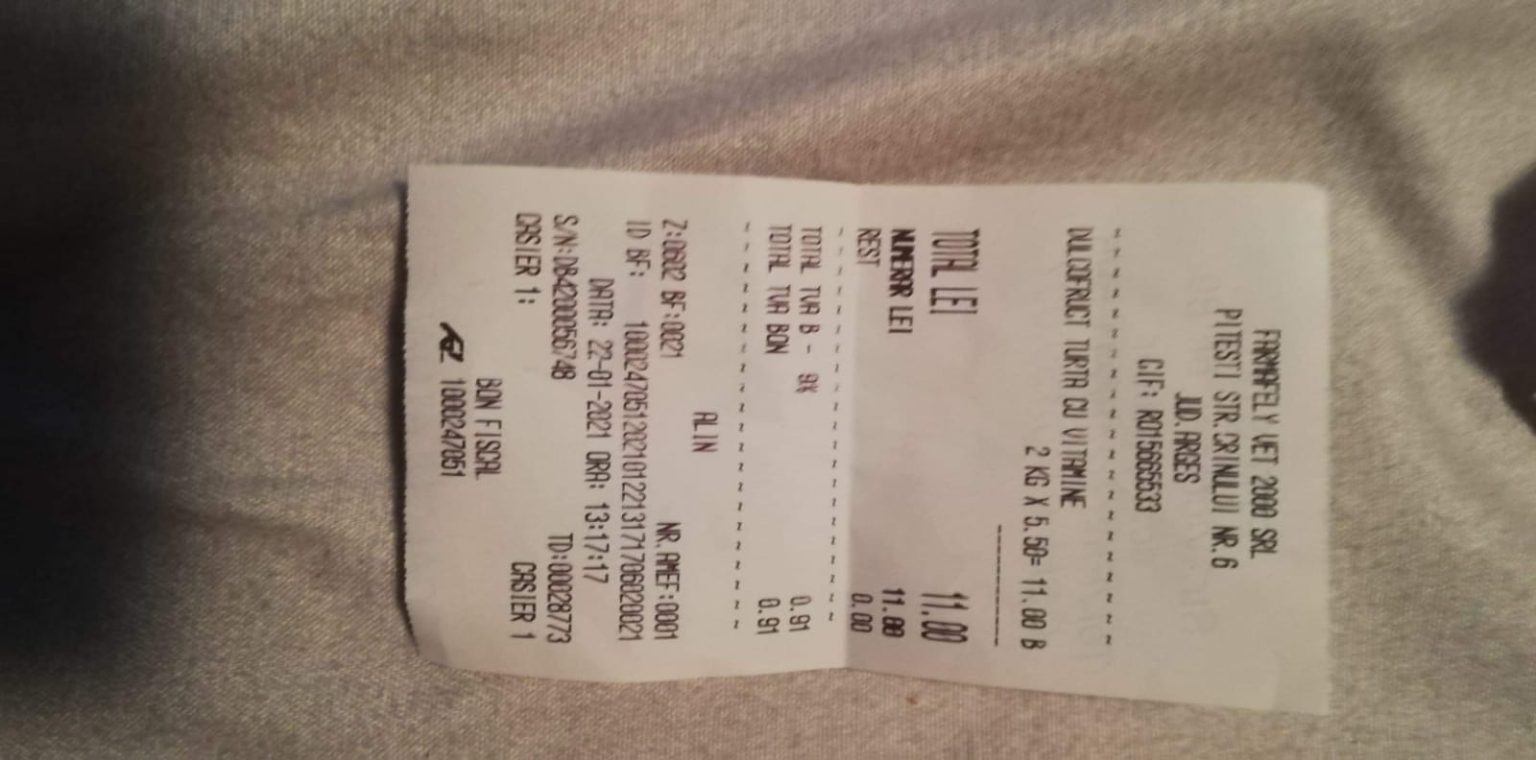 FARMAFELY VET 2000 SRL
PITESTI STR.CRINULUI NR.6
JUD.ARGES
CIF: RO15665533
DULCOFRUCT TURTA CU VITAMINE
2 KG X 5.50= 11.00 B
TOTAL LEI 11.00
NUMERAR LEI 11.00
REST 0.00
TOTAL TVA B - 9% 0.91
TOTAL TVA BON 0.91
ALIN
Z:0602 BF:0021 NR.AMEF:0001
ID BF: 10002470512021012213171706020021
DATA: 22-01-2021 ORA: 13:17:17
S/N:DB4200056748 TD:00028773
CASIER 1: CASIER 1
BON FISCAL
1000247051